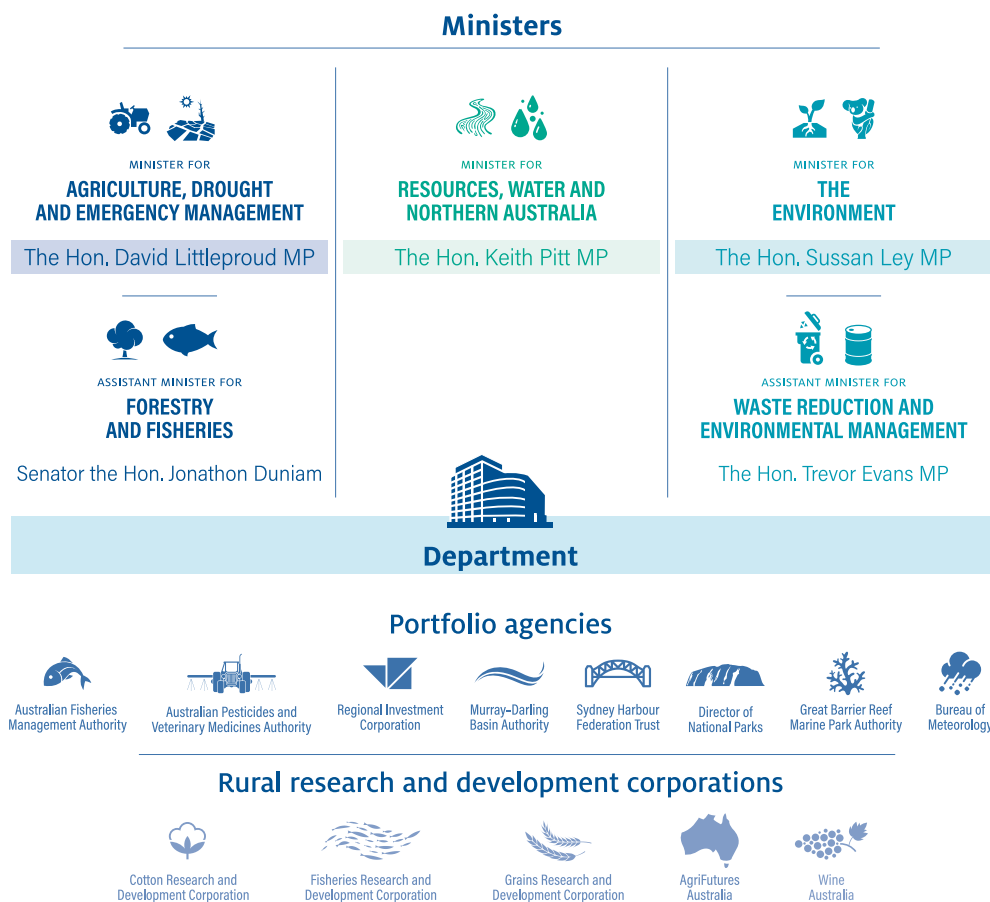 Ministers
MINISTER FOR
AGRICULTURE, DROUGHT
AND EMERGENCY MANAGEMENT
The Hon. David Littleproud MP
ASSISTANT MINISTER FOR
FORESTRY
AND FISHERIES
Senator the Hon. Jonathon Duniam
MINISTER FOR
RESOURCES, WATER AND
NORTHERN AUSTRALIA
The Hon. Keith Pitt MP
MINISTER FOR
THE
ENVIRONMENT
The Hon. Sussan Ley MP
ASSISTANT MINISTER FOR
WASTE REDUCTION AND
ENVIRONMENTAL MANAGEMENT
The Hon. Trevor Evans MP
Department
Portfolio agencies
Australian Fisheries
Management Authority
Australian Pesticides and
Veterinary Medicines Authority
Regional Investment
Corporation
Murray–Darling
Basin Authority
Sydney Harbour
Federation Trust
Director of
National Parks
Great Barrier Reef
Marine Park Authority
Bureau of
Meteorology
Rural research and development corporations
Cotton Research and
Development Corporation
Fisheries Research and
Development Corporation
Grains Research and
Development Corporation
AgriFutures
Australia
Wine
Australia